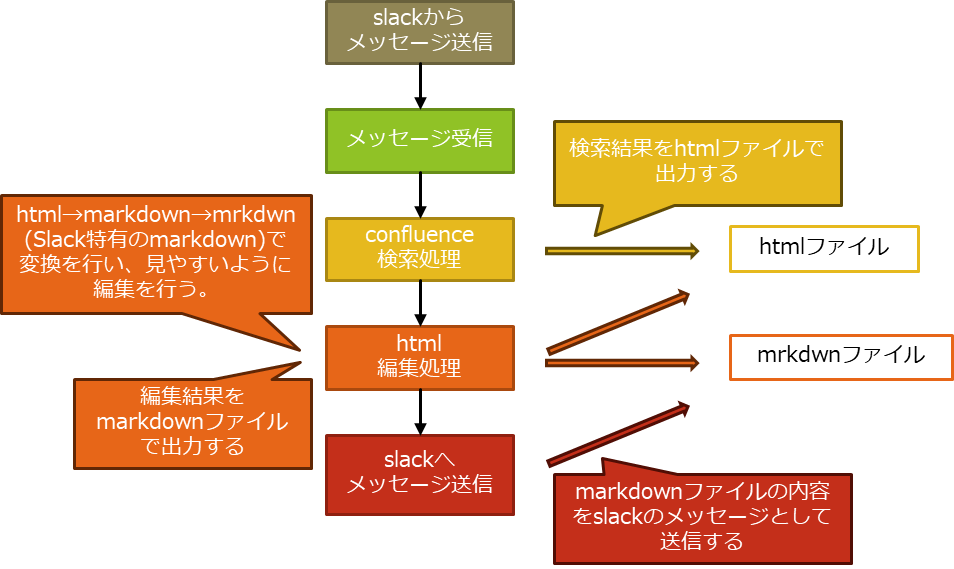 slackから
メッセージ送信
メッセージ受信
検索結果をhtmlファイルで
出力する
html→markdown→mrkdwn
(Slack特有のmarkdown)で
変換を行い、見やすいように
編集を行う。
confluence
検索処理
htmlファイル
html
編集処理
mrkdwnファイル
編集結果を
markdownファイル
で出力する
slackへ
メッセージ送信
markdownファイルの内容
をslackのメッセージとして
送信する